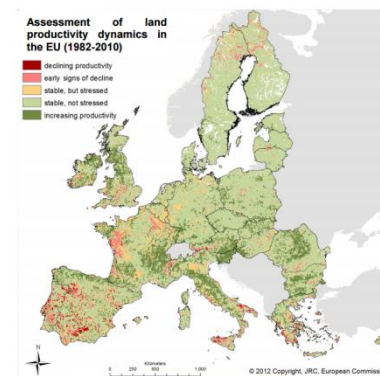 Assessment of land
productivity dynamics in
the EU (1982-2010)
declining productivity
early signs of decline
stable, but stressed
stable, not stressed
increasing productivity
N
Kilometers
0 250 500 1,000
© 2012 Copyright, JRC, European Commiss